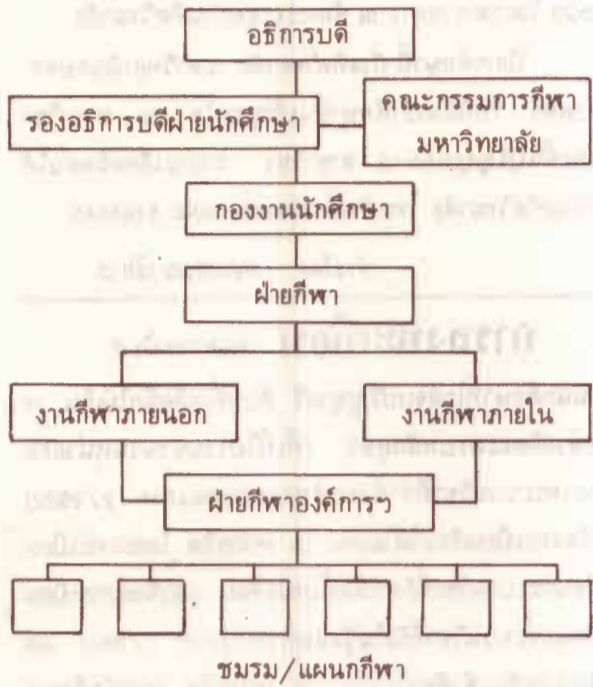 อธิการบดี
รองอธิการบดีฝ่ายนักศึกษา
คณะกรรมการกีฬา
มหาวิทยาลัย
กองงานนักศึกษา
ฝ่ายกีฬา
งานกีฬาภายนอก
งานกีฬาภายใน
ฝ่ายกีฬาองค์การฯ
ชมรม/แผนกกีฬา